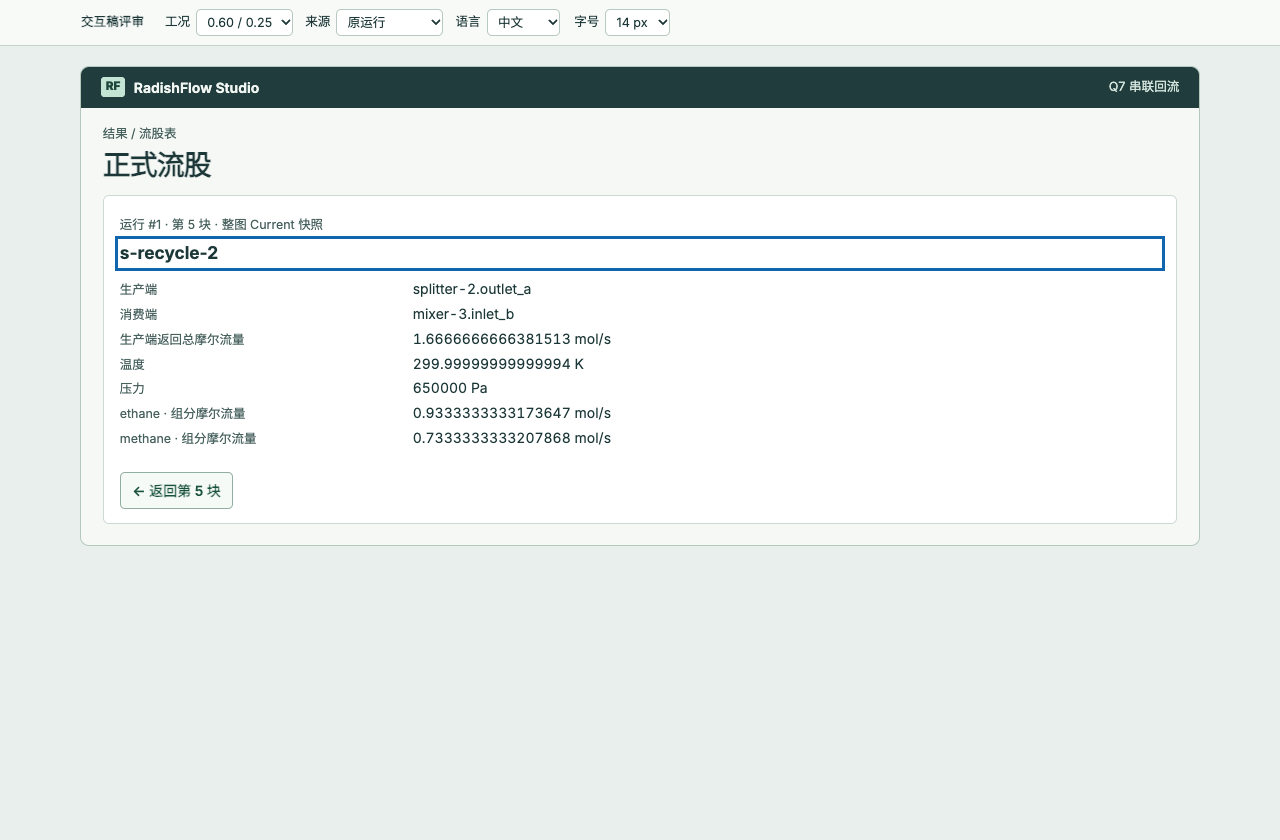 交互稿评审 工况 0.60 / 0.25 来源 原运行 语言 中文 字号 14 px
RF RadishFlow Studio Q7 串联回流
结果 / 流股表
正式流股
运行 #1 · 第 5 块 · 整图 Current 快照
s-recycle-2
生产端 splitter-2.outlet_a
消费端 mixer-3.inlet_b
生产端返回总摩尔流量 1.6666666666381513 mol/s
温度 299.99999999999994 K
压力 650000 Pa
ethane · 组分摩尔流量 0.9333333333173647 mol/s
methane · 组分摩尔流量 0.7333333333207868 mol/s
← 返回第 5 块